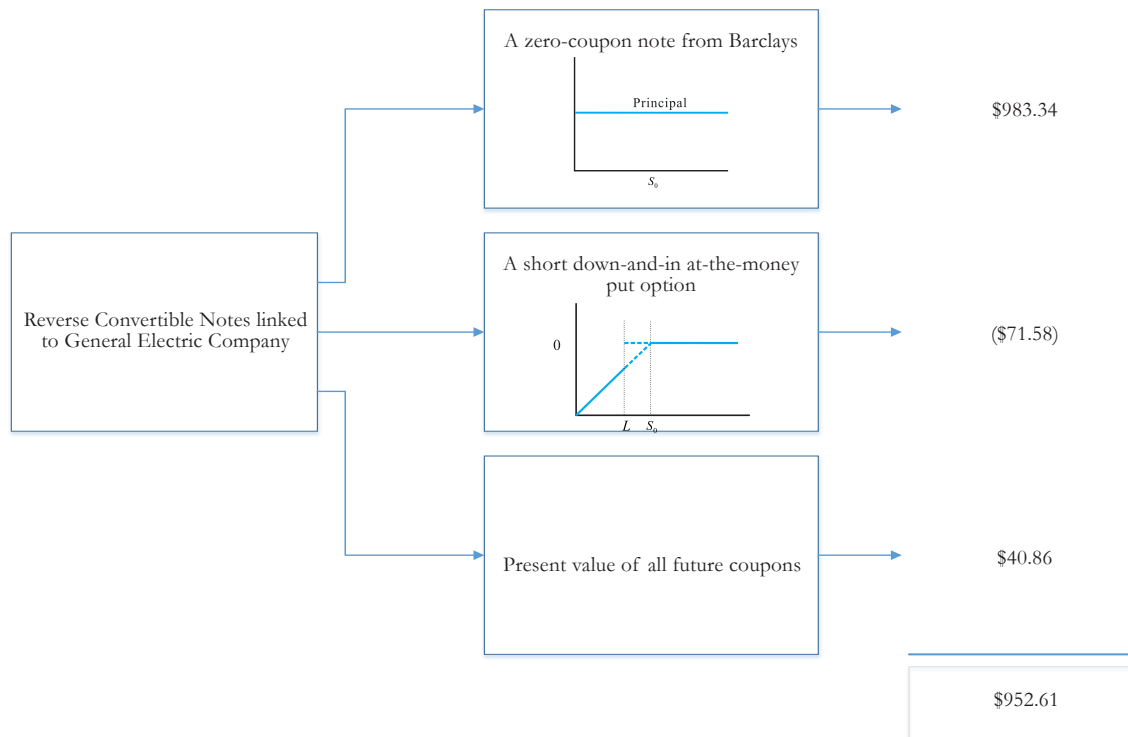 A zero-coupon note from Barclays
Principal
S₀
$983.34
Reverse Convertible Notes linked
to General Electric Company
A short down-and-in at-the-money
put option
0
L S₀
($71.58)
Present value of all future coupons
$40.86
$952.61